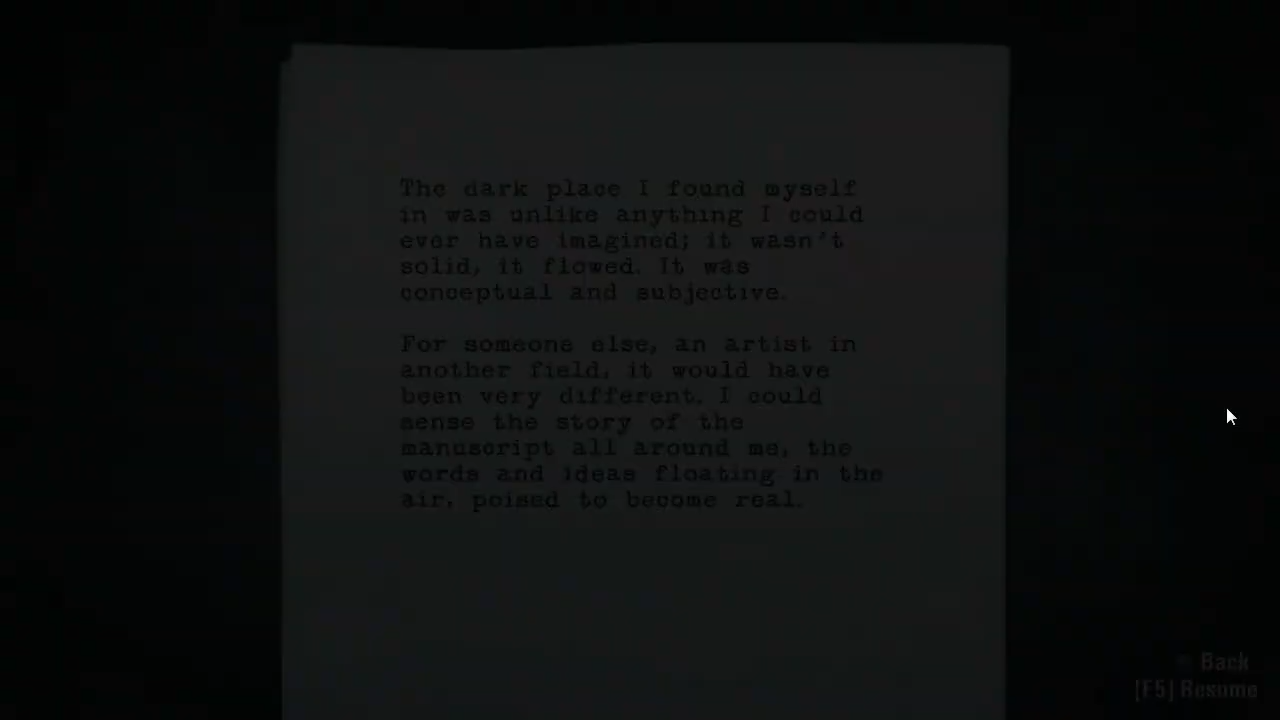 The dark place I found myself
in was unlike anything I could
ever have imagined; it wasn't
solid, it flowed. It was
conceptual and subjective.
For someone else, an artist in
another field, it would have
been very different. I could
sense the story of the
manuscript all around me, the
words and ideas floating in the
air, poised to become real.
Back
[F5] Resume